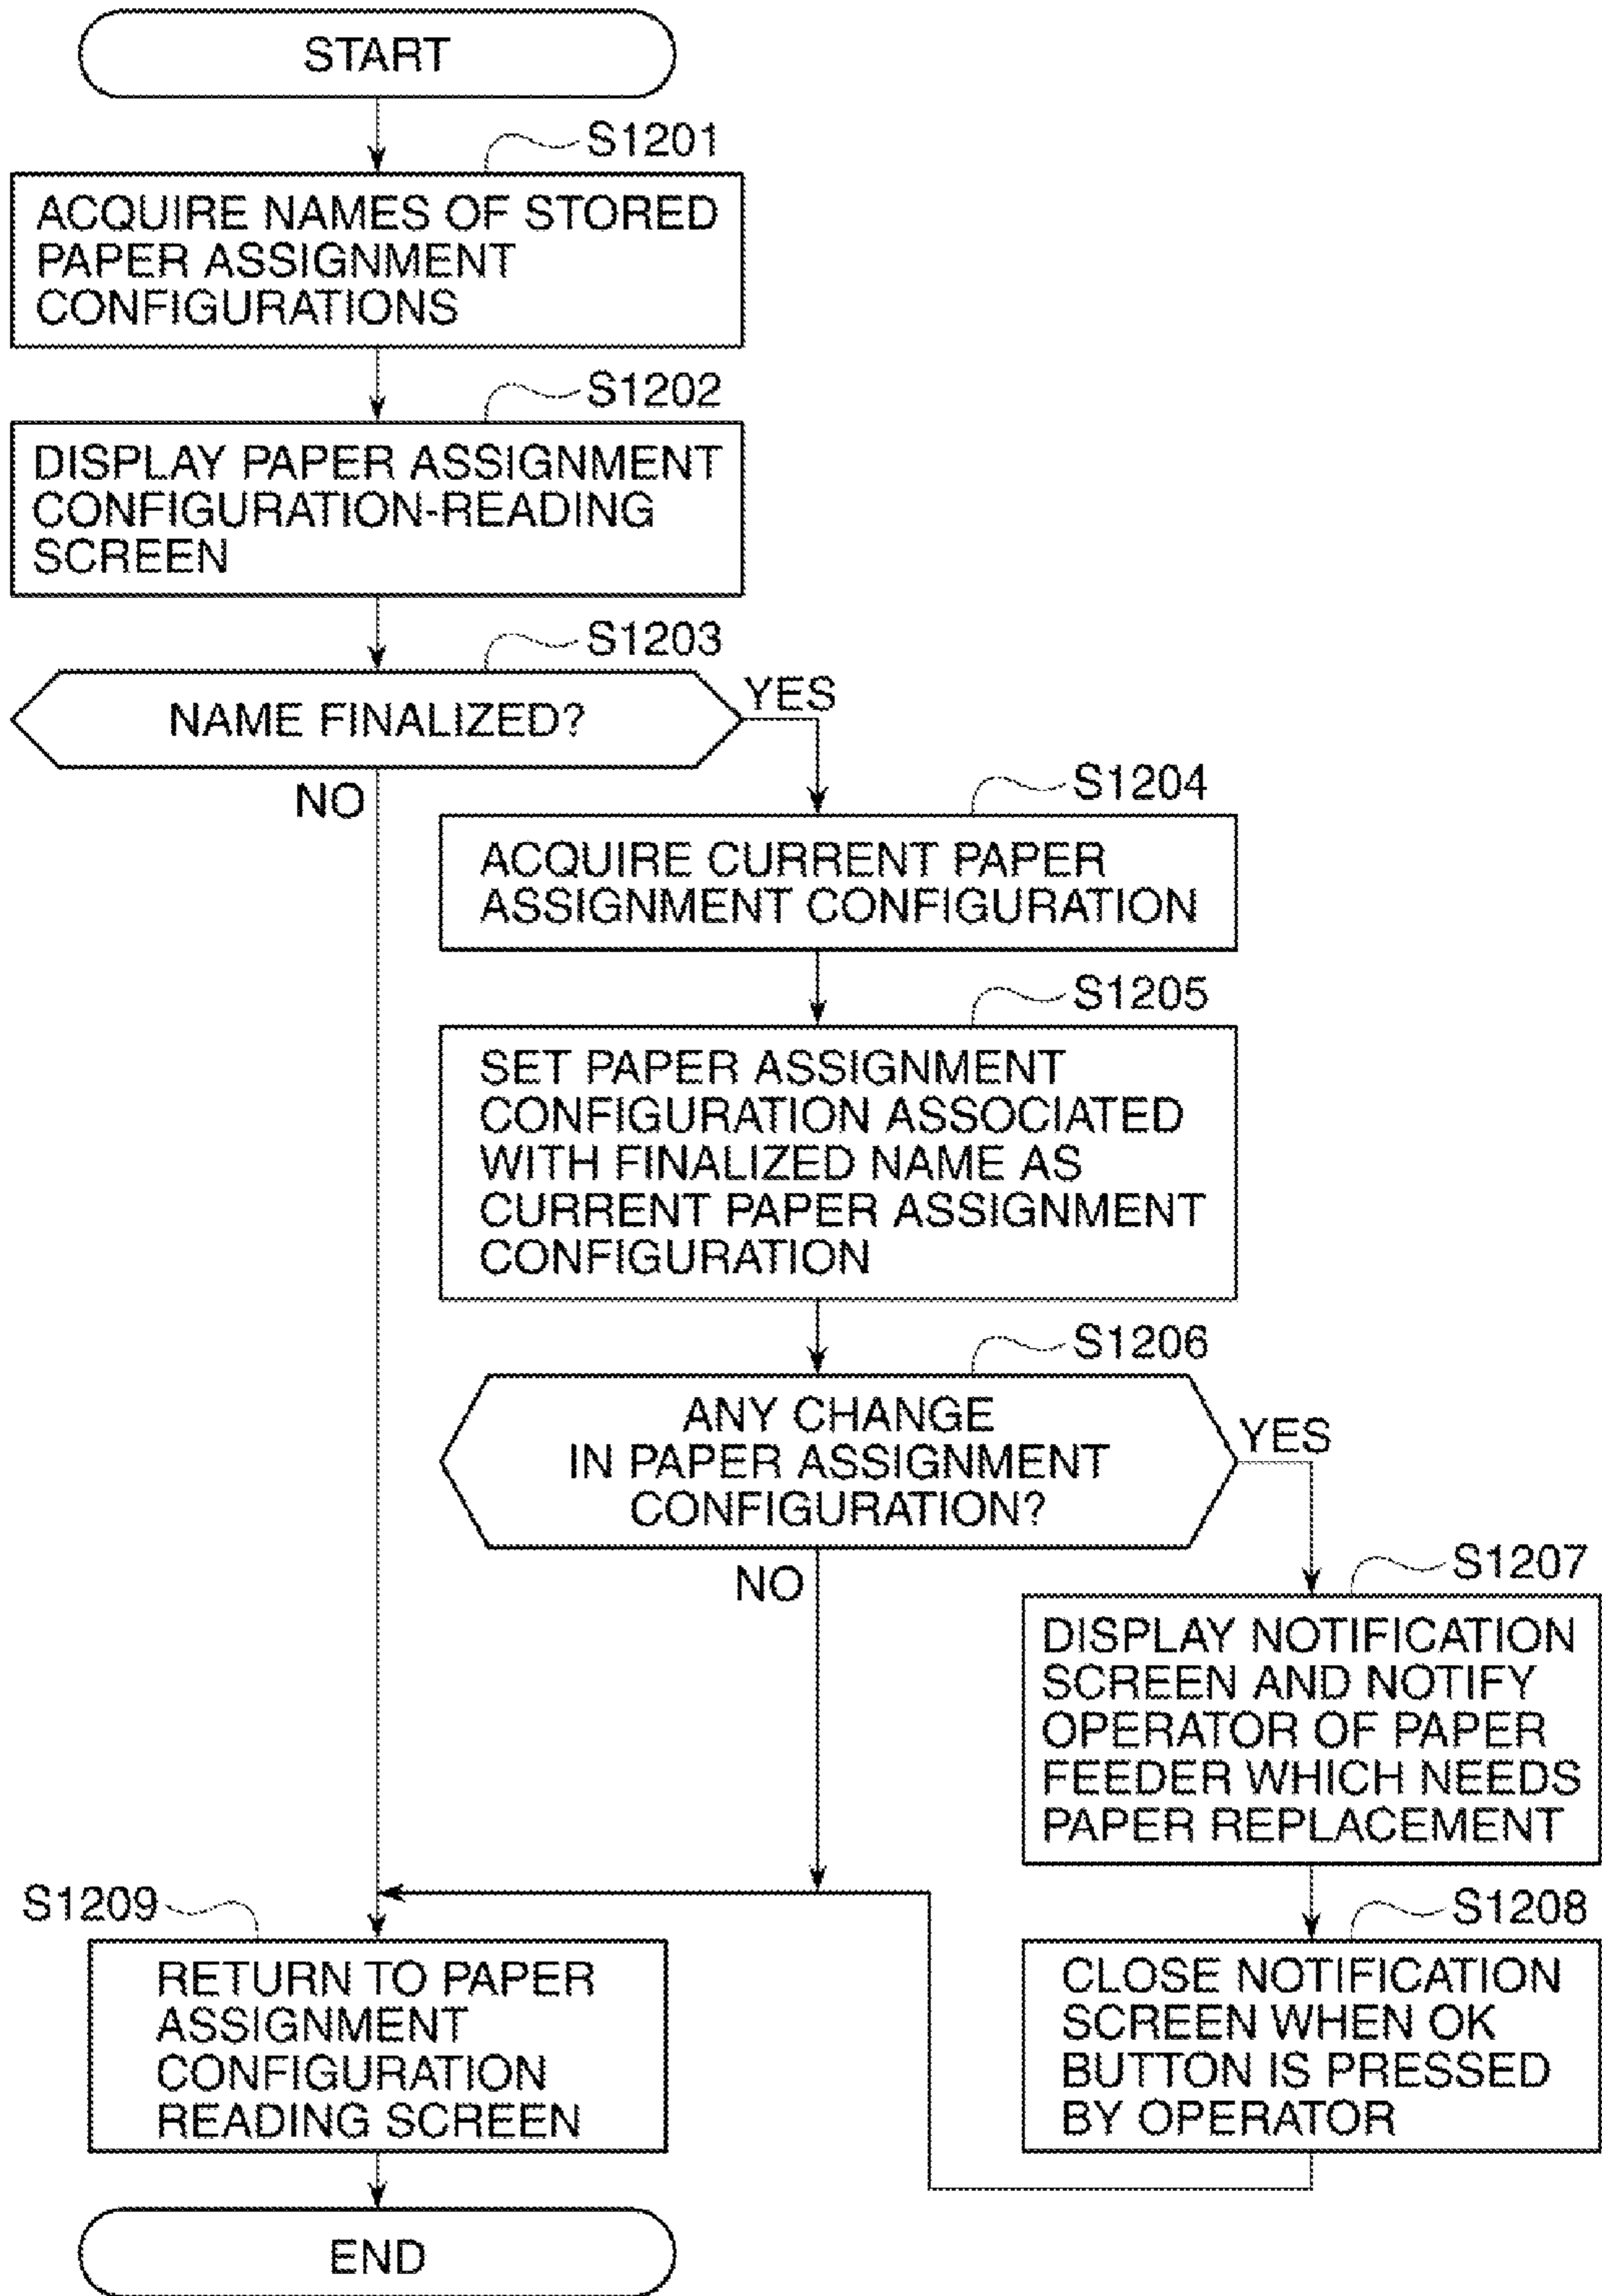 START
S1201
ACQUIRE NAMES OF STORED
PAPER ASSIGNMENT
CONFIGURATIONS
S1202
DISPLAY PAPER ASSIGNMENT
CONFIGURATION-READING
SCREEN
S1203
NAME FINALIZED?
YES
NO
S1204
ACQUIRE CURRENT PAPER
ASSIGNMENT CONFIGURATION
S1205
SET PAPER ASSIGNMENT
CONFIGURATION ASSOCIATED
WITH FINALIZED NAME AS
CURRENT PAPER ASSIGNMENT
CONFIGURATION
S1206
ANY CHANGE
IN PAPER ASSIGNMENT
CONFIGURATION?
YES
NO
S1207
DISPLAY NOTIFICATION
SCREEN AND NOTIFY
OPERATOR OF PAPER
FEEDER WHICH NEEDS
PAPER REPLACEMENT
S1208
CLOSE NOTIFICATION
SCREEN WHEN OK
BUTTON IS PRESSED
BY OPERATOR
S1209
RETURN TO PAPER
ASSIGNMENT
CONFIGURATION
READING SCREEN
END